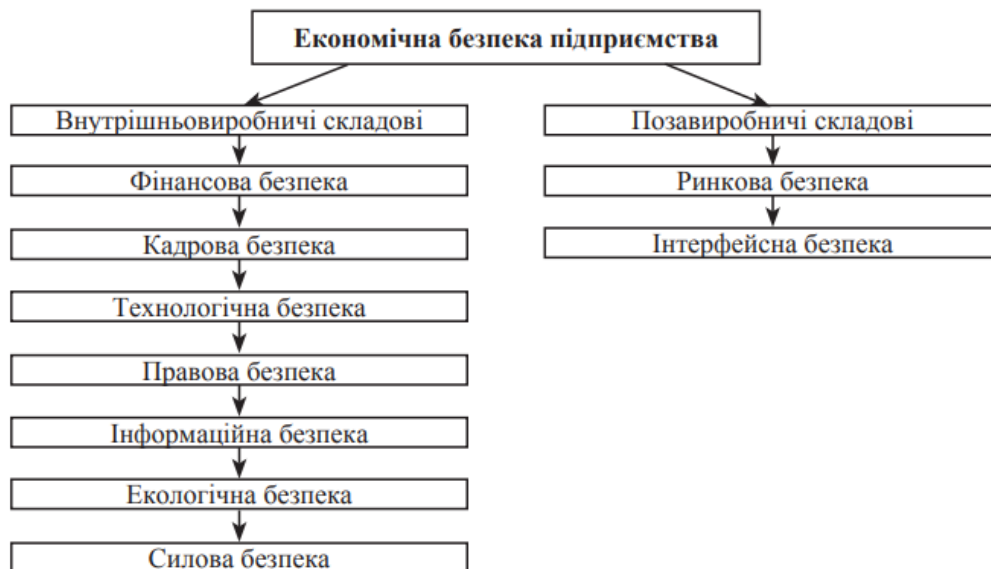 Економічна безпека підприємства
Внутрішньовиробничі складові
Фінансова безпека
Кадрова безпека
Технологічна безпека
Правова безпека
Інформаційна безпека
Екологічна безпека
Силова безпека
Позавиробничі складові
Ринкова безпека
Інтерфейсна безпека